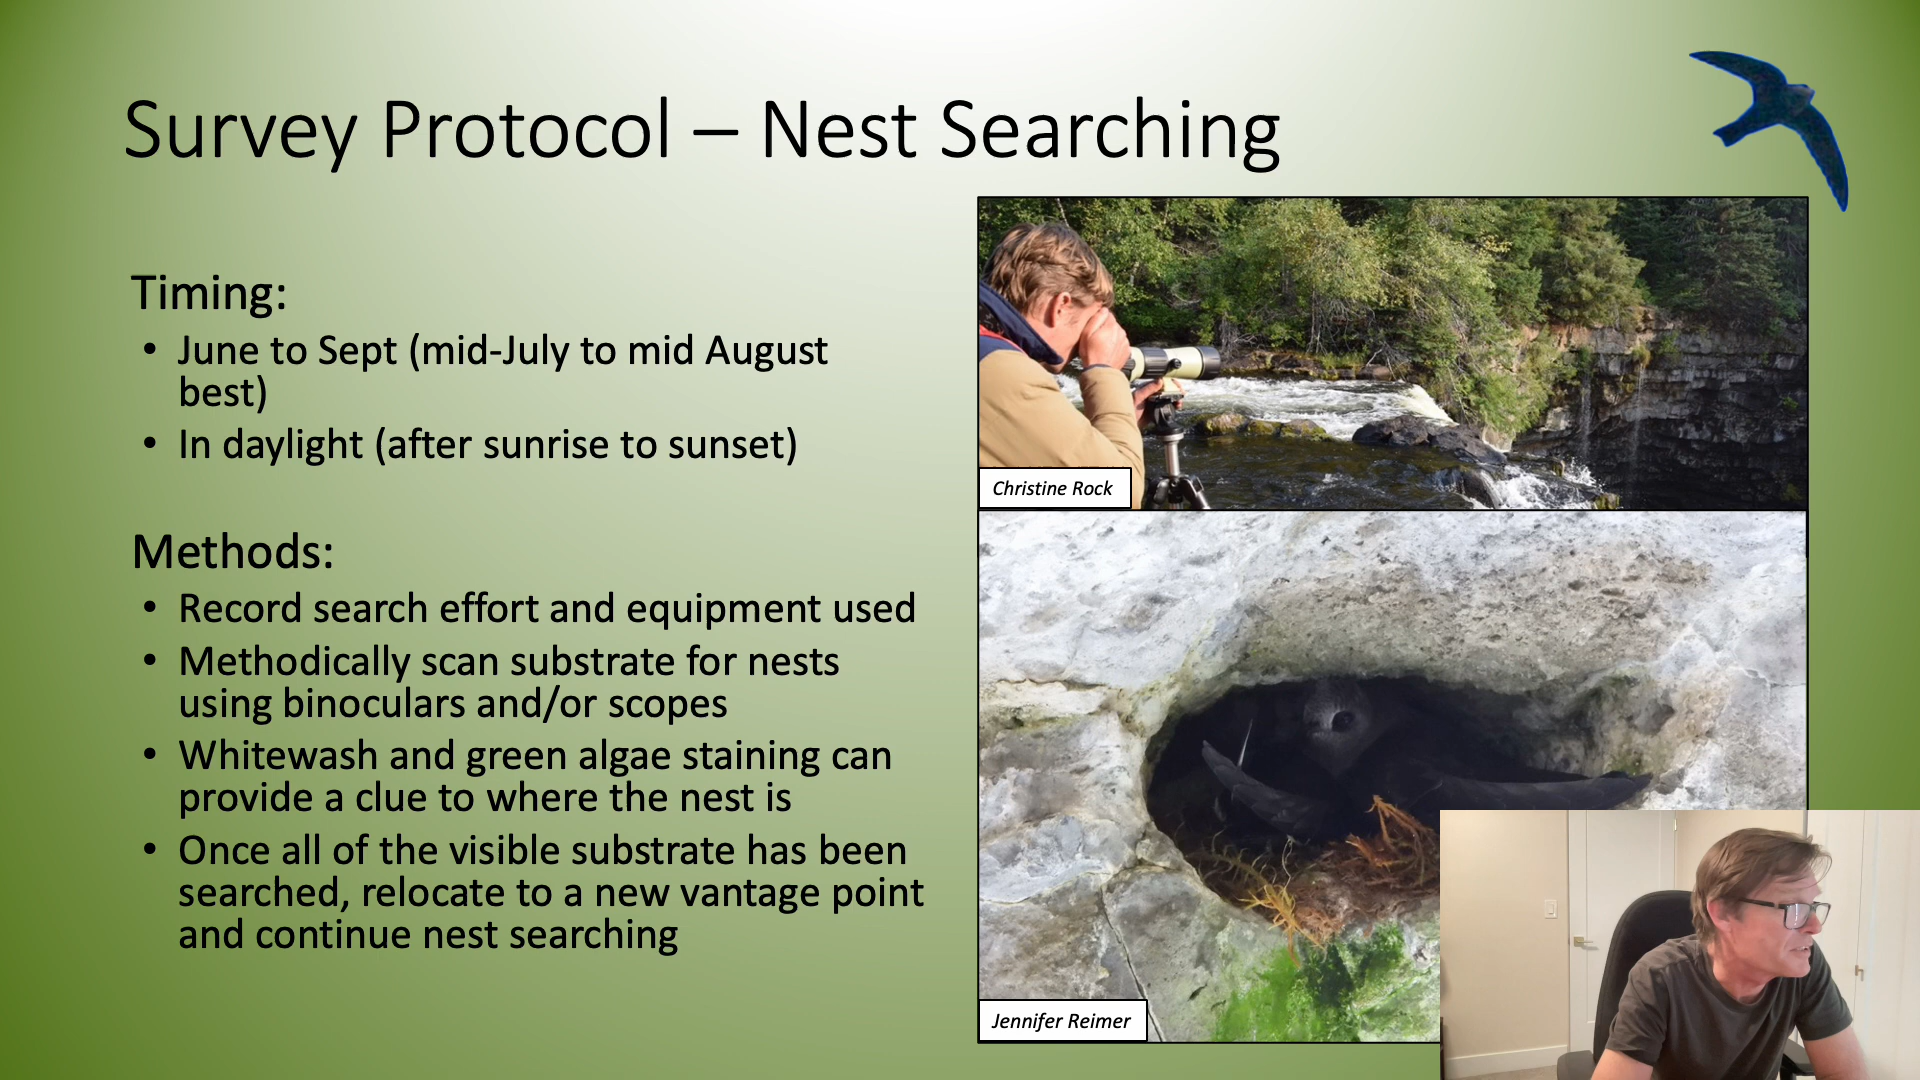 Survey Protocol – Nest Searching
Timing:
• June to Sept (mid-July to mid August
best)
• In daylight (after sunrise to sunset)
Methods:
• Record search effort and equipment used
• Methodically scan substrate for nests
using binoculars and/or scopes
• Whitewash and green algae staining can
provide a clue to where the nest is
• Once all of the visible substrate has been
searched, relocate to a new vantage point
and continue nest searching
Christine Rock
Jennifer Reimer